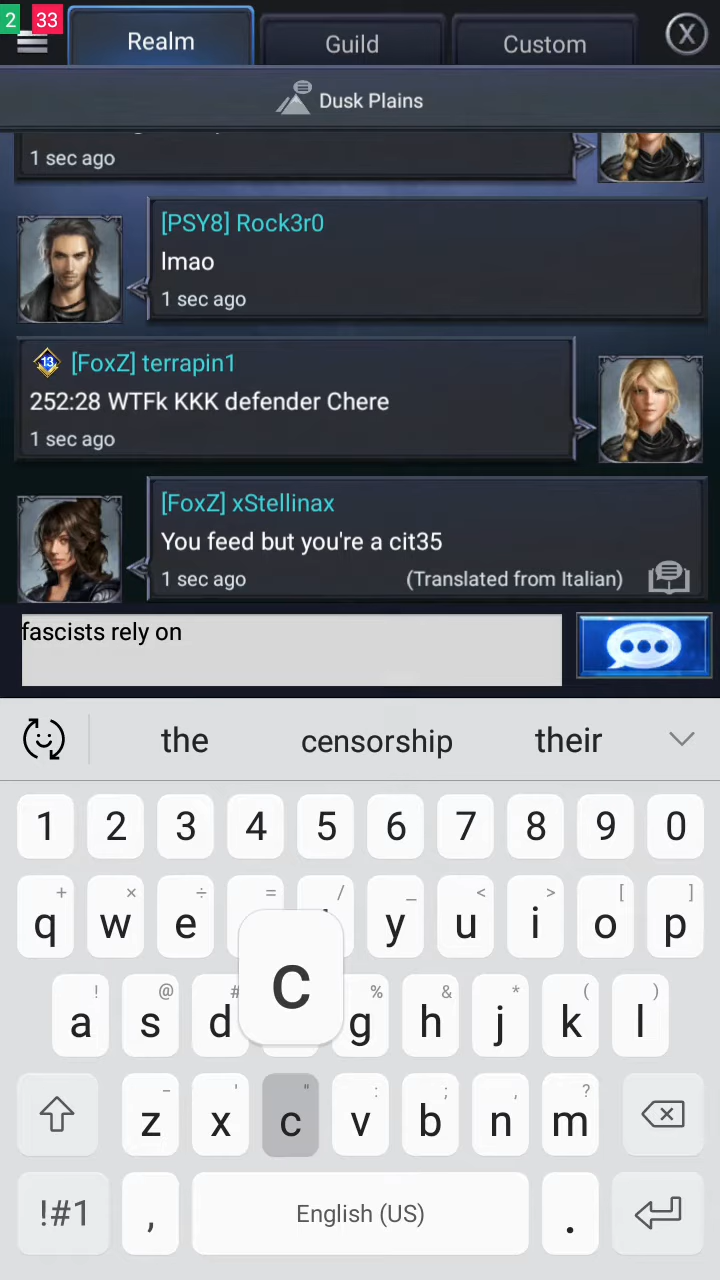 2 33
Realm
Guild
Custom
X
Dusk Plains
1 sec ago
[PSY8] Rock3r0
lmao
1 sec ago
13 [FoxZ] terrapin1
252:28 WTFk KKK defender Chere
1 sec ago
[FoxZ] xStellinax
You feed but you're a cit35
1 sec ago (Translated from Italian)
fascists rely on
the censorship their
1 2 3 4 5 6 7 8 9 0
+ × ÷ = / _ < > [ ]
q w e y u i o p
c
! @ # % & * ( )
a s d g h j k l
- ' " : ; , ?
z x c v b n m
!#1 , English (US) .